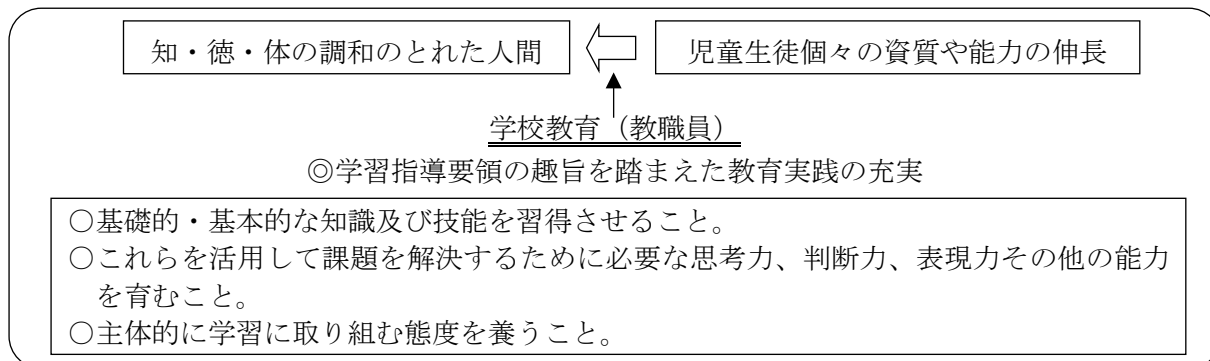 知・徳・体の調和のとれた人間
児童生徒個々の資質や能力の伸長
学校教育（教職員）
◎学習指導要領の趣旨を踏まえた教育実践の充実
○基礎的・基本的な知識及び技能を習得させること。
○これらを活用して課題を解決するために必要な思考力、判断力、表現力その他の能力
を育むこと。
○主体的に学習に取り組む態度を養うこと。